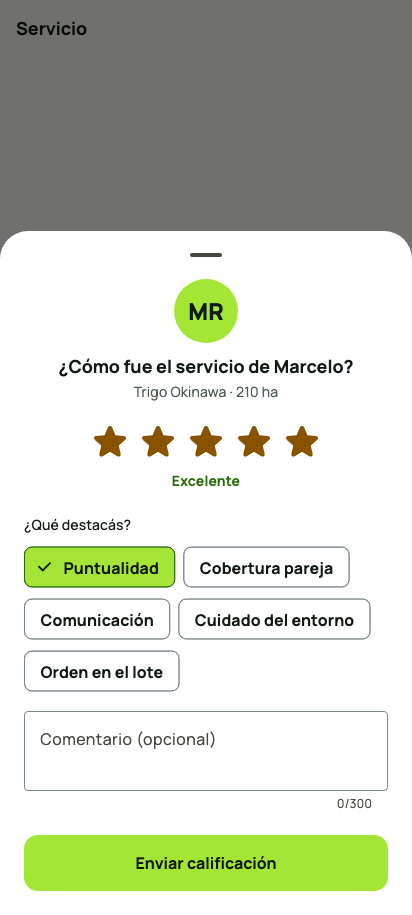 Servicio
MR
¿Cómo fue el servicio de Marcelo?
Trigo Okinawa · 210 ha
Excelente
¿Qué destacás?
Puntualidad
Cobertura pareja
Comunicación
Cuidado del entorno
Orden en el lote
Comentario (opcional)
0/300
Enviar calificación